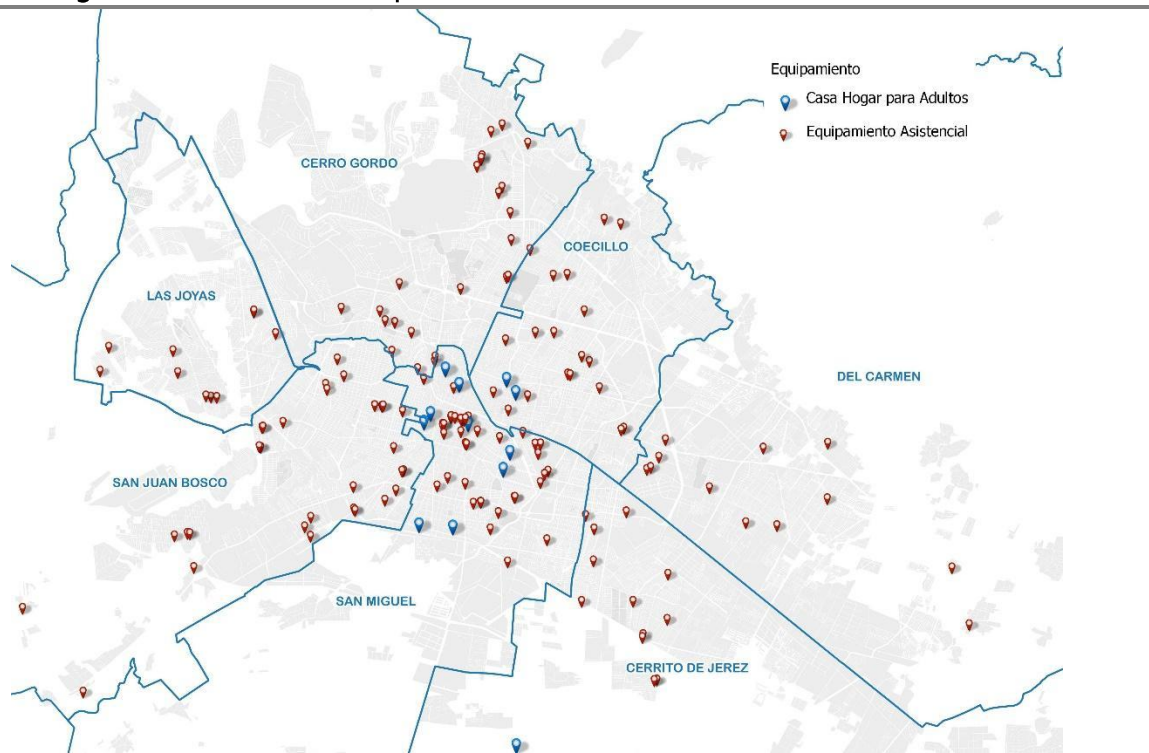 Equipamiento
Casa Hogar para Adultos
Equipamiento Asistencial
CERRO GORDO
COECILLO
LAS JOYAS
DEL CARMEN
SAN JUAN BOSCO
SAN MIGUEL
CERRITO DE JEREZ